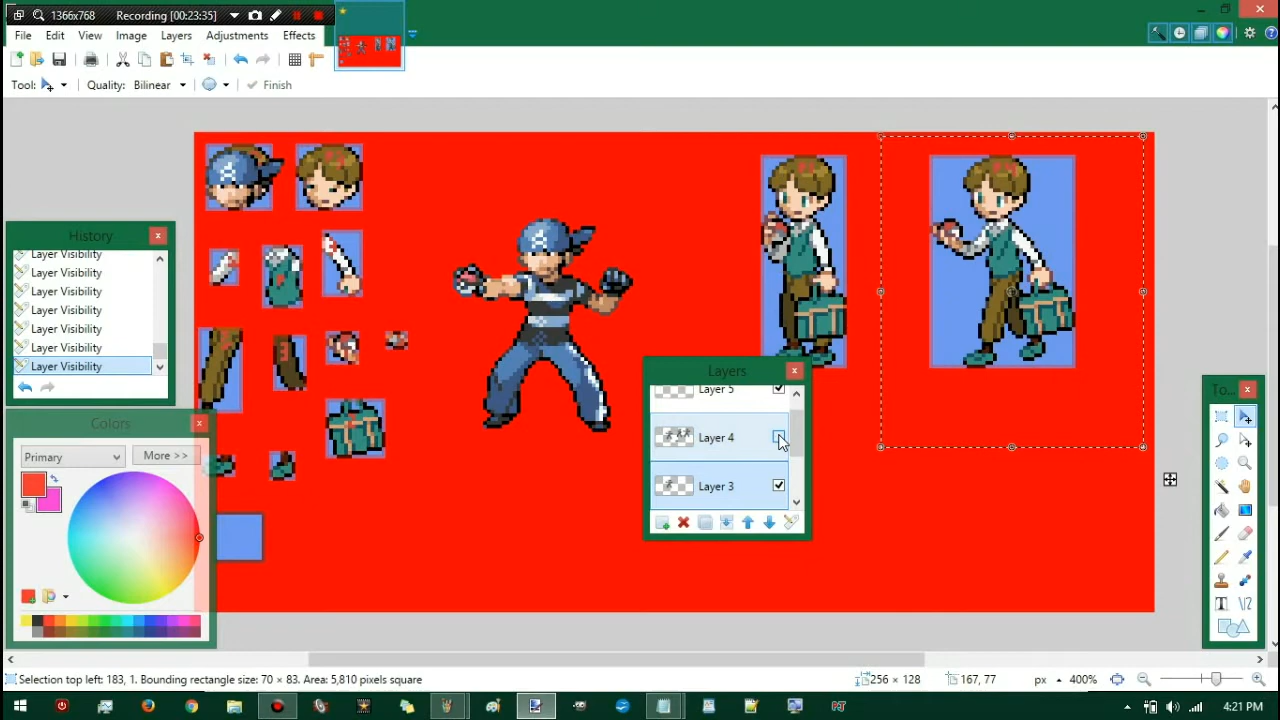 1366x768 Recording [00:23:35]
File Edit View Image Layers Adjustments Effects
Tool: Quality: Bilinear Finish
History
Layer Visibility
Layer Visibility
Layer Visibility
Layer Visibility
Layer Visibility
Layer Visibility
Layer Visibility
Colors
Primary More >>
Layers
Layer 5
Layer 4
Layer 3
To...
Selection top left: 183, 1. Bounding rectangle size: 70 × 83. Area: 5,810 pixels square 256 × 128 167, 77 px 400%
4:21 PM